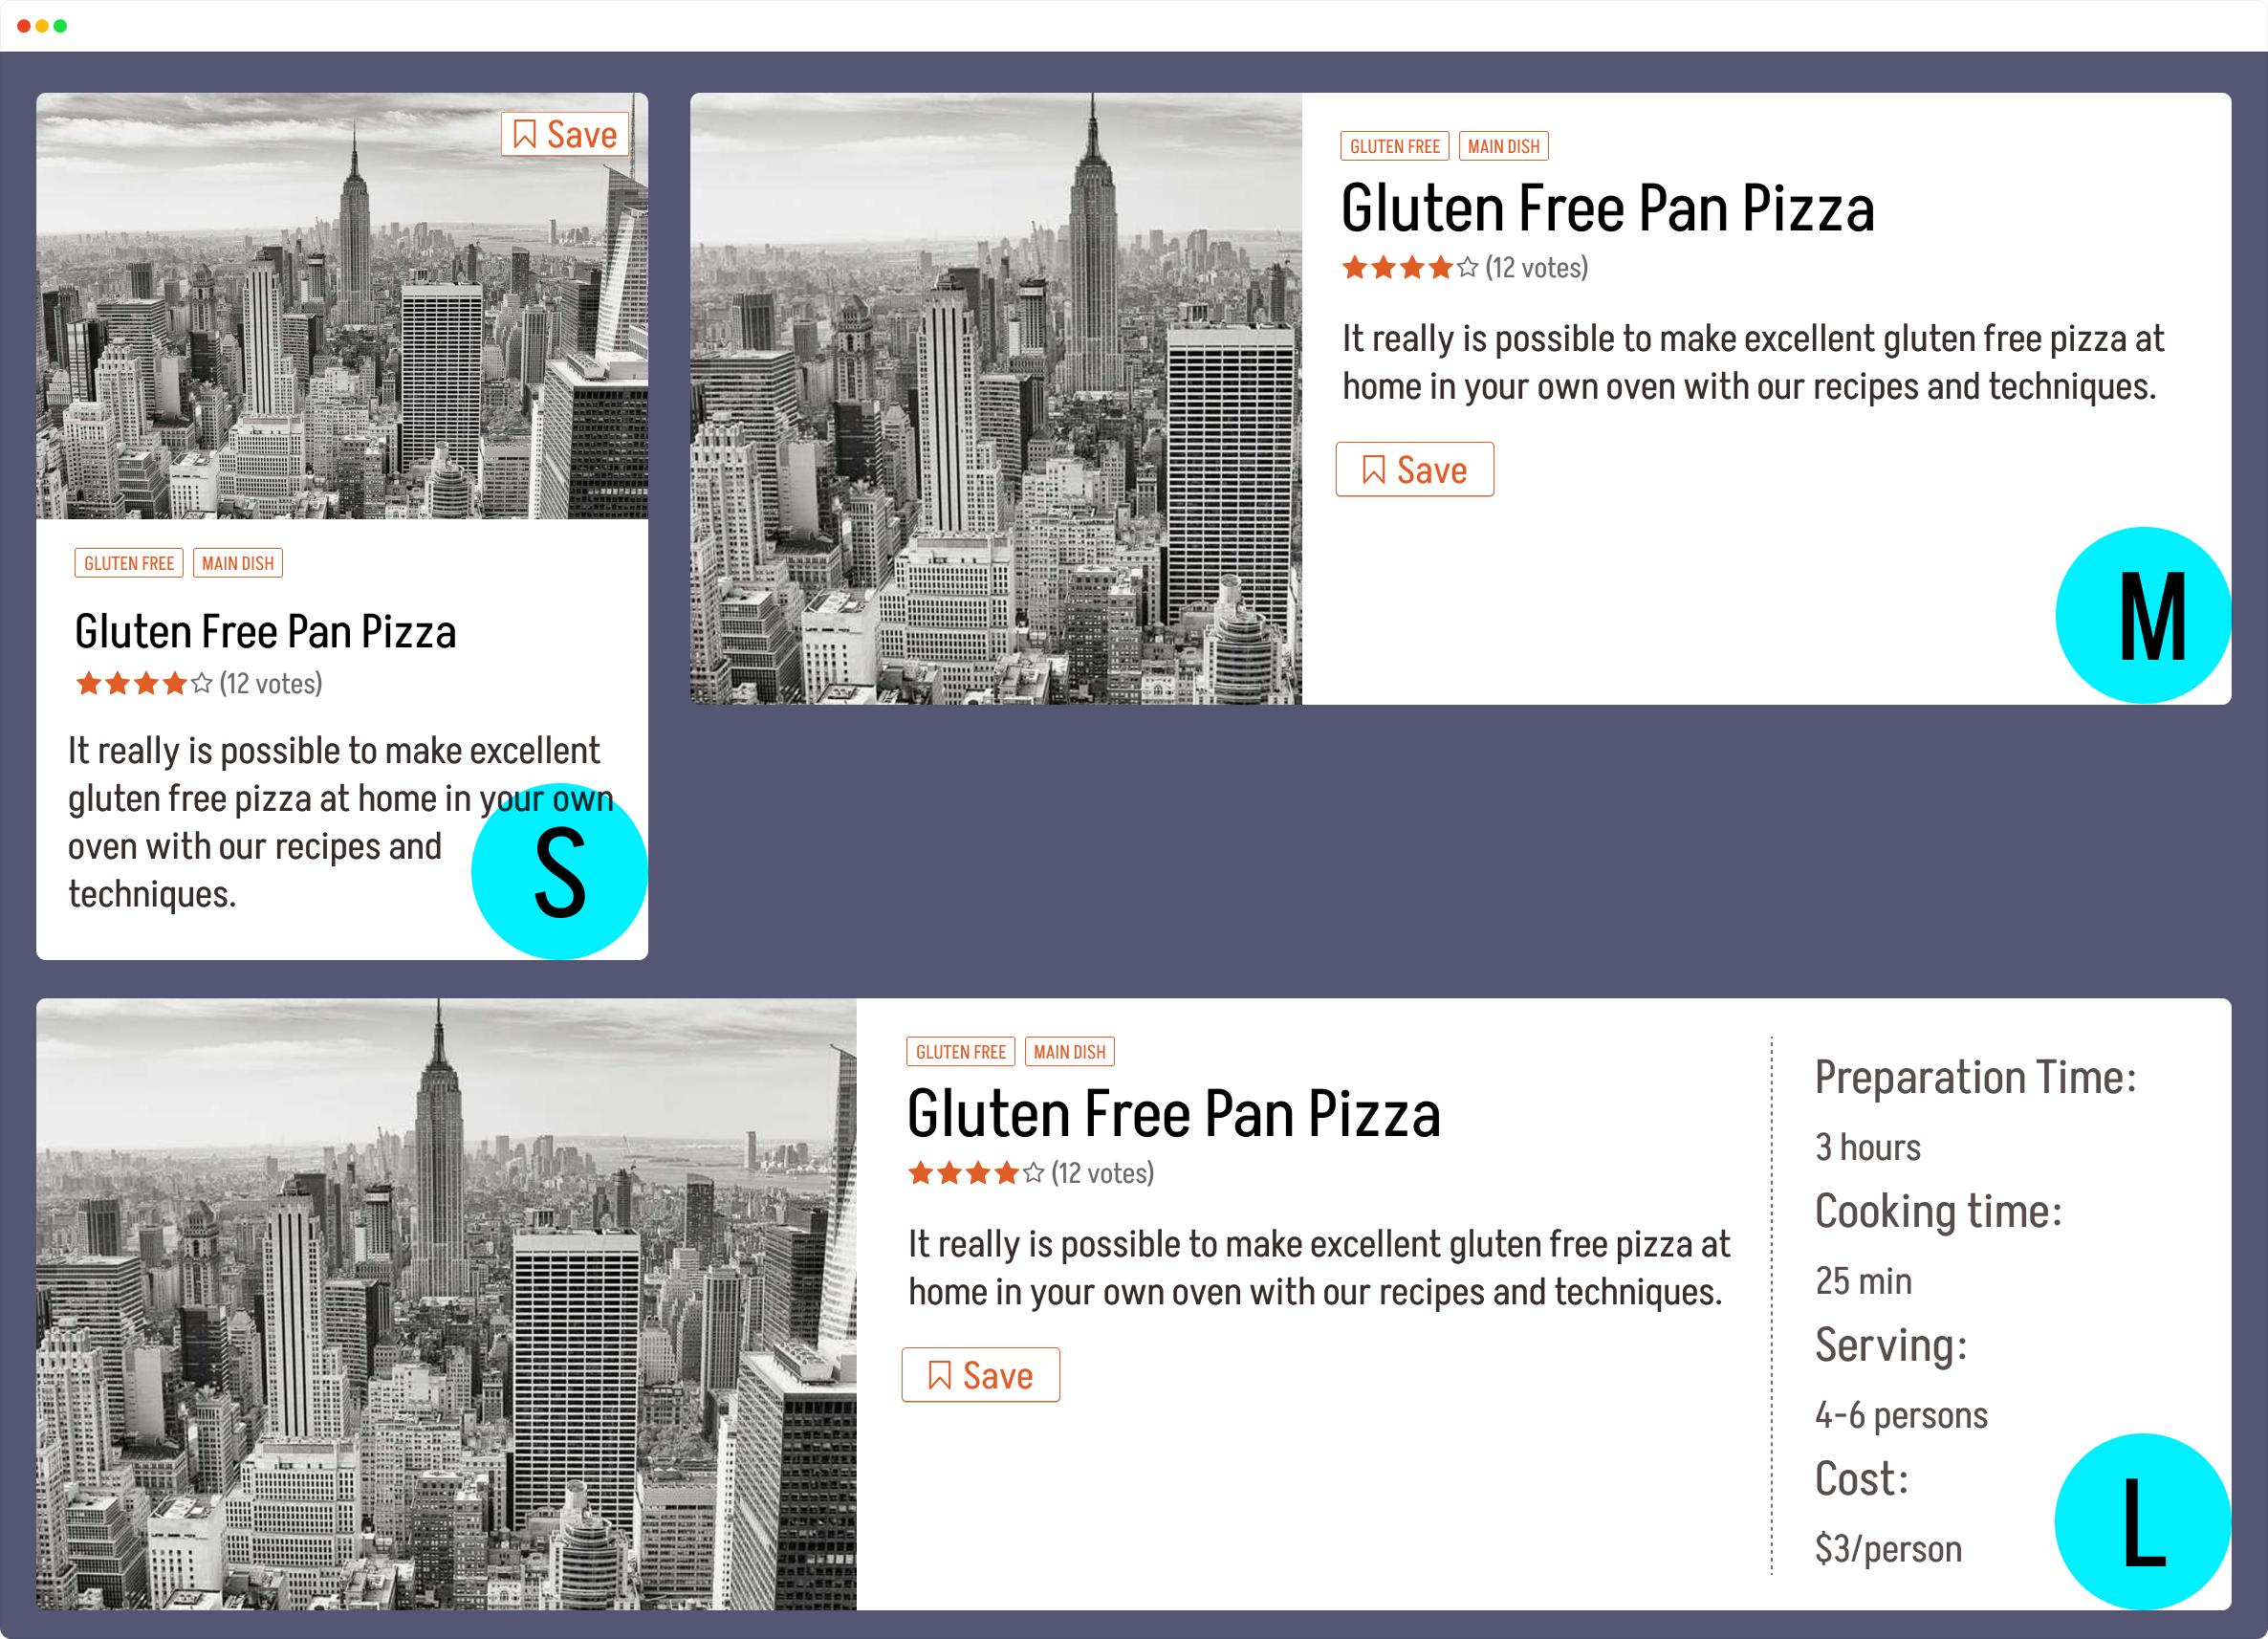 Save
GLUTEN FREE MAIN DISH
Gluten Free Pan Pizza
(12 votes)
It really is possible to make excellent
gluten free pizza at home in your own
oven with our recipes and
techniques.
S
GLUTEN FREE MAIN DISH
Gluten Free Pan Pizza
(12 votes)
It really is possible to make excellent gluten free pizza at
home in your own oven with our recipes and techniques.
Save
M
GLUTEN FREE MAIN DISH
Gluten Free Pan Pizza
(12 votes)
It really is possible to make excellent gluten free pizza at
home in your own oven with our recipes and techniques.
Save
Preparation Time:
3 hours
Cooking time:
25 min
Serving:
4-6 persons
Cost:
$3/person
L